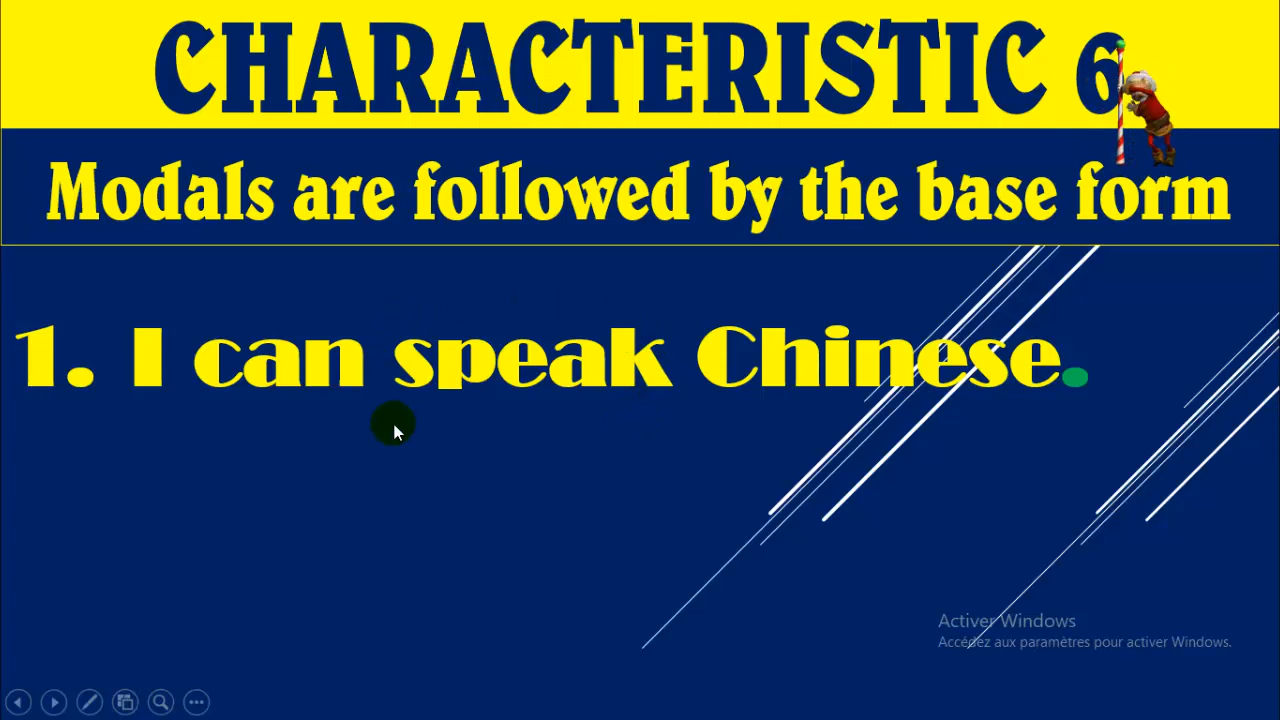 CHARACTERISTIC 6
Modals are followed by the base form
1. I can speak Chinese.
Activer Windows
Accédez aux paramètres pour activer Windows.